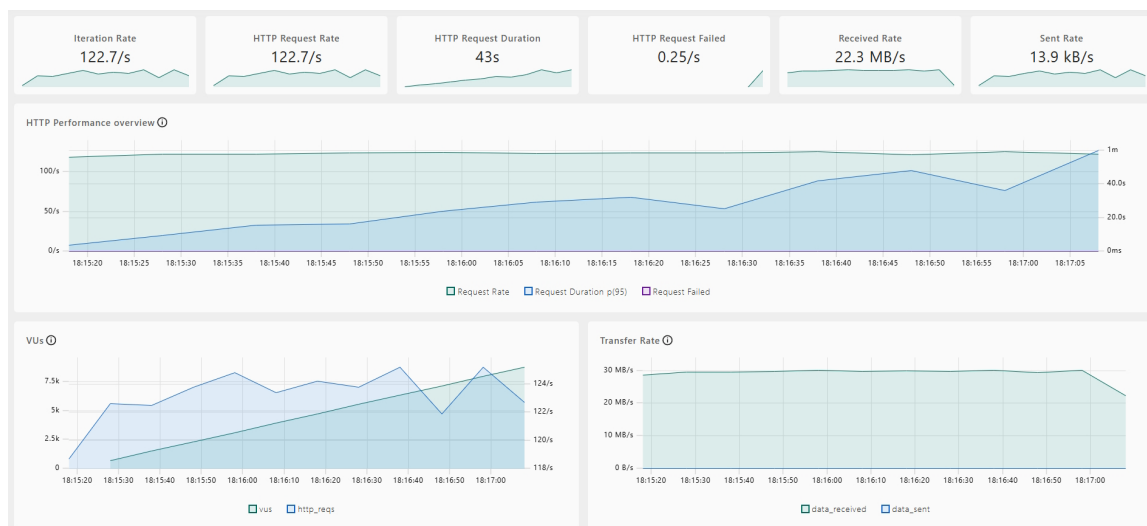 Iteration Rate
122.7/s
HTTP Request Rate
122.7/s
HTTP Request Duration
43s
HTTP Request Failed
0.25/s
Received Rate
22.3 MB/s
Sent Rate
13.9 kB/s
HTTP Performance overview
100/s
50/s
0/s
1m
40.0s
20.0s
0ms
18:15:20 18:15:25 18:15:30 18:15:35 18:15:40 18:15:45 18:15:50 18:15:55 18:16:00 18:16:05 18:16:10 18:16:15 18:16:20 18:16:25 18:16:30 18:16:35 18:16:40 18:16:45 18:16:50 18:16:55 18:17:00 18:17:05
Request Rate Request Duration p(95) Request Failed
VUs
7.5k
5k
2.5k
0
124/s
122/s
120/s
118/s
18:15:20 18:15:30 18:15:40 18:15:50 18:16:00 18:16:10 18:16:20 18:16:30 18:16:40 18:16:50 18:17:00
vus http_reqs
Transfer Rate
30 MB/s
20 MB/s
10 MB/s
0 B/s
18:15:20 18:15:30 18:15:40 18:15:50 18:16:00 18:16:10 18:16:20 18:16:30 18:16:40 18:16:50 18:17:00
data_received data_sent